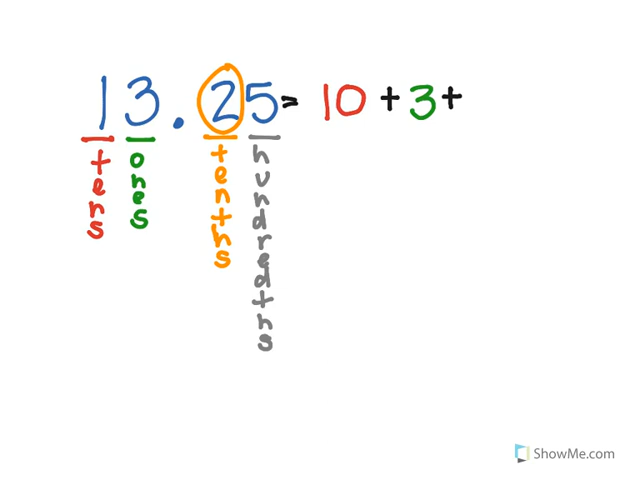 13.25 = 10 + 3 +
tens
ones
tenths
hundredths
ShowMe.com